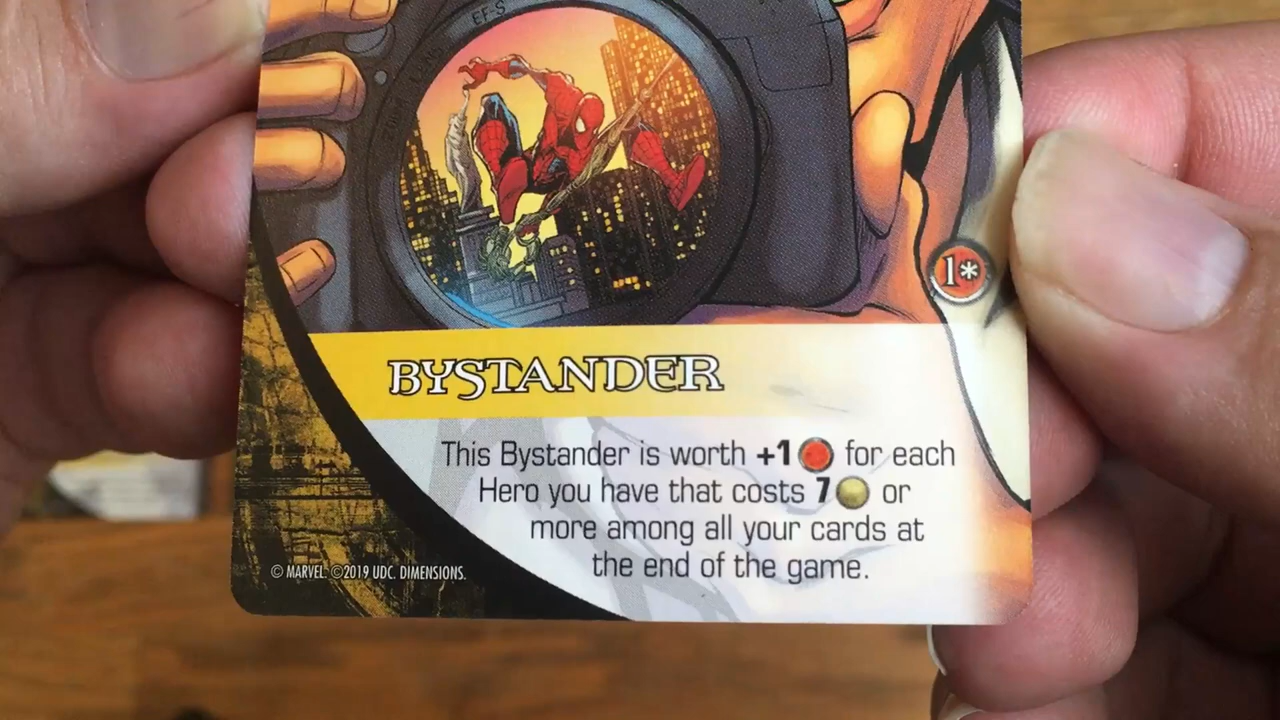 EF-S
1*
BYSTANDER
This Bystander is worth +1 for each
Hero you have that costs 7 or
more among all your cards at
the end of the game.
© MARVEL. ©2019 UDC. DIMENSIONS.